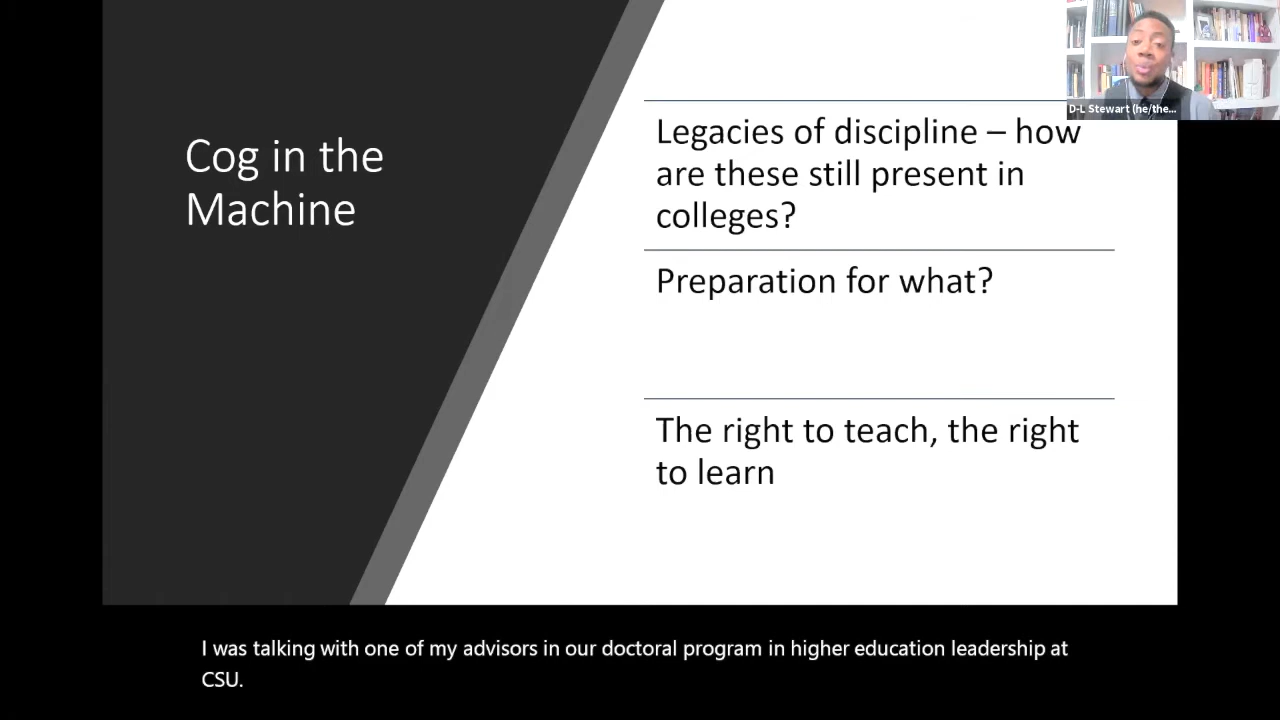 Cog in the
Machine
Legacies of discipline – how
are these still present in
colleges?
Preparation for what?
The right to teach, the right
to learn
D-L Stewart (he/the...
I was talking with one of my advisors in our doctoral program in higher education leadership at
CSU.